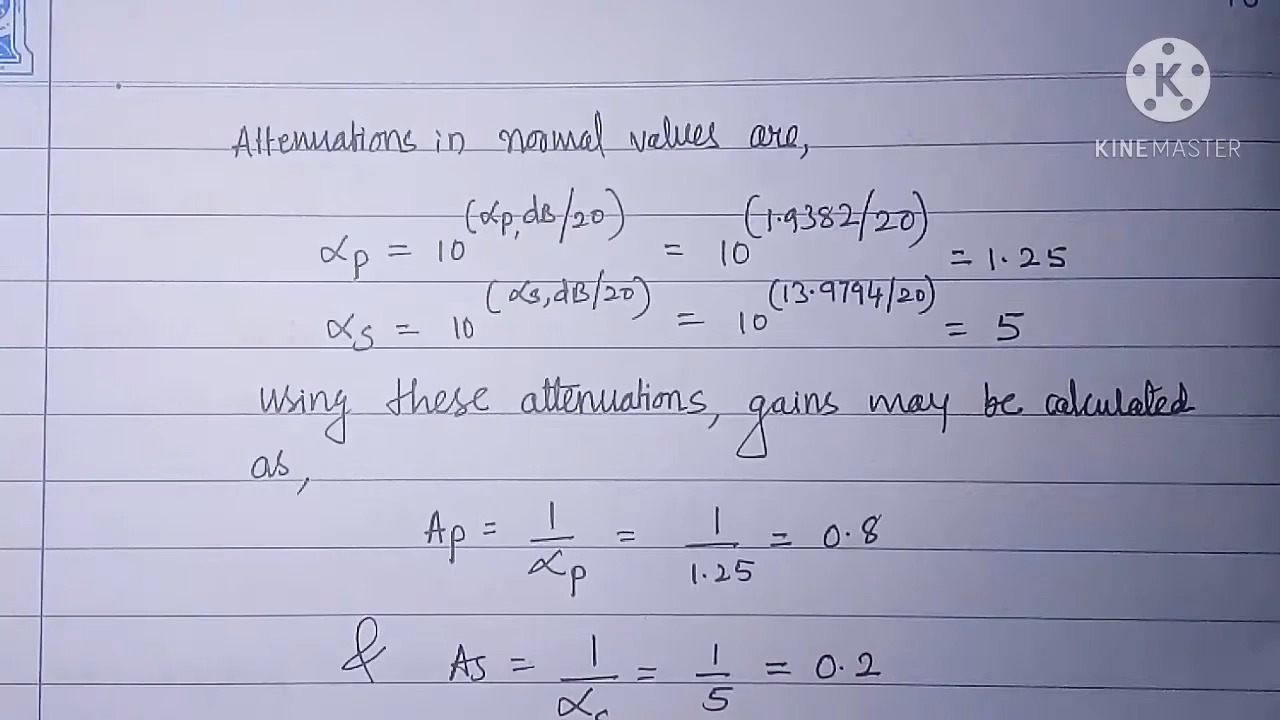 KINEMASTER
Attenuations in normal values are,
αp = 10^(αp,dB/20) = 10^(1.9382/20) = 1.25
αs = 10^(αs,dB/20) = 10^(13.9794/20) = 5
using these attenuations, gains may be calculated
as,
Ap = 1/αp = 1/1.25 = 0.8
& As = 1/αs = 1/5 = 0.2